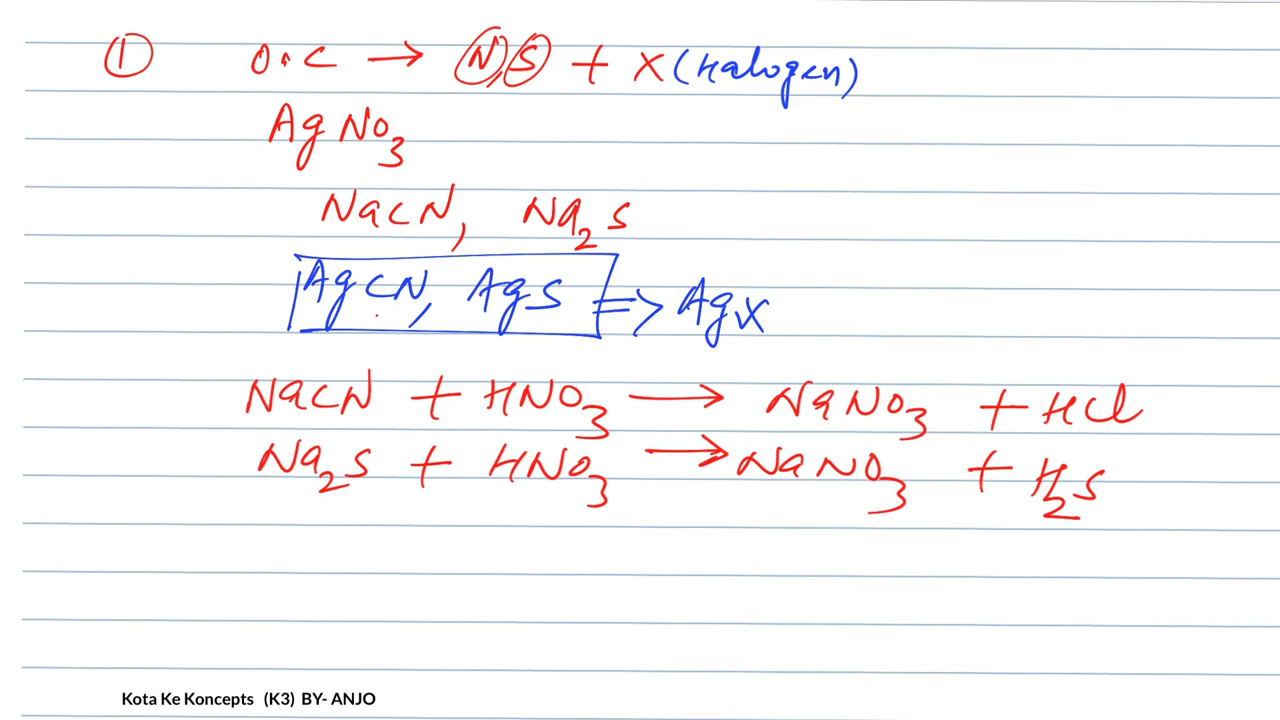 ① O.C → N, S + X (Halogen)
AgNO3
NaCN, Na2S
AgCN, AgS => AgX
NaCN + HNO3 → NaNO3 + HCl
Na2S + HNO3 → NaNO3 + H2S
Kota Ke Koncepts (K3) BY- ANJO